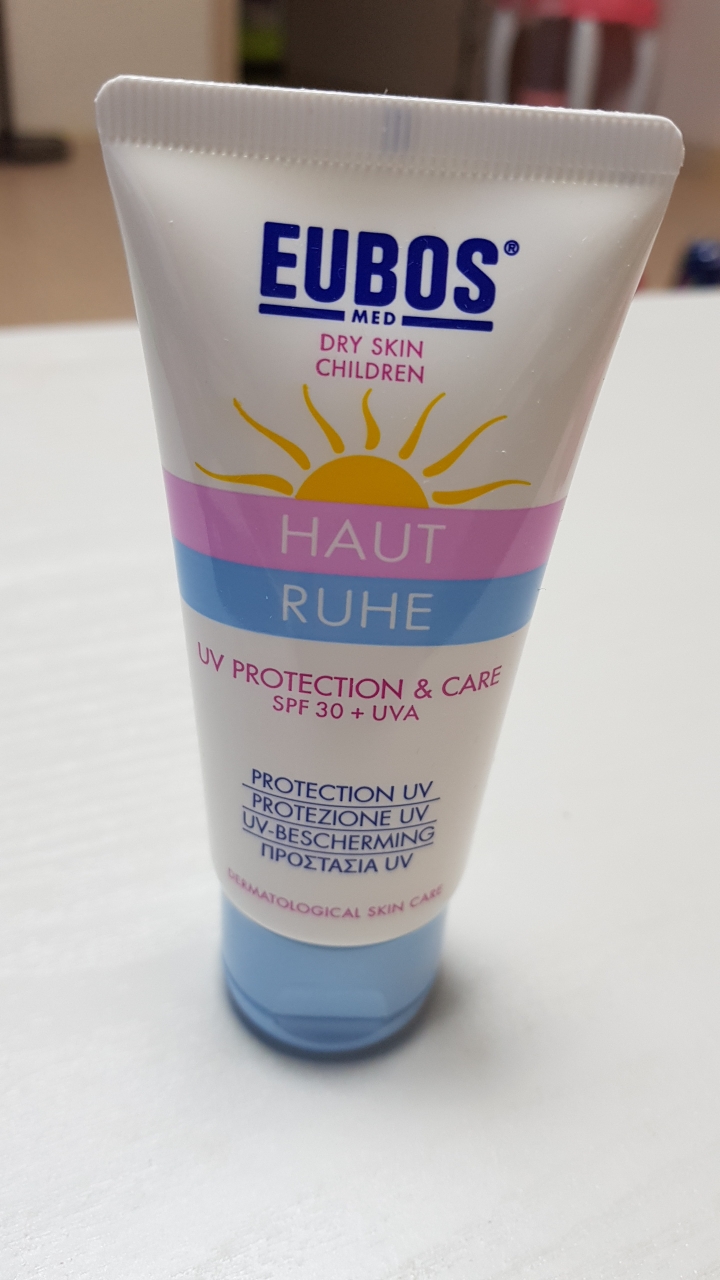 EUBOS®
MED
DRY SKIN
CHILDREN
HAUT
RUHE
UV PROTECTION & CARE
SPF 30 + UVA
PROTECTION UV
PROTEZIONE UV
UV-BESCHERMING
ΠΡΟΣΤΑΣΙΑ UV
DERMATOLOGICAL SKIN CARE